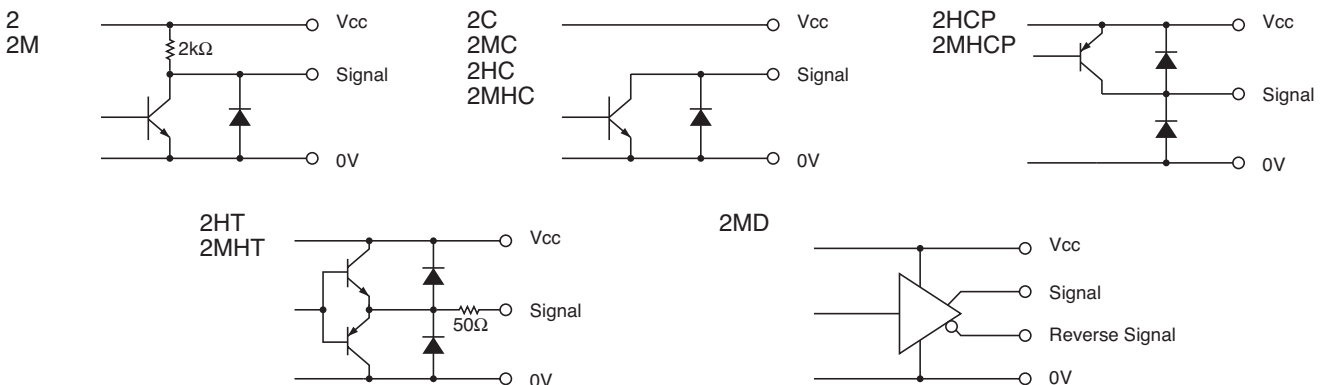 2
2M
Vcc
2kΩ
Signal
0V
2C
2MC
2HC
2MHC
Vcc
Signal
0V
2HCP
2MHCP
Vcc
Signal
0V
2HT
2MHT
Vcc
Signal
50Ω
0V
2MD
Vcc
Signal
Reverse Signal
0V